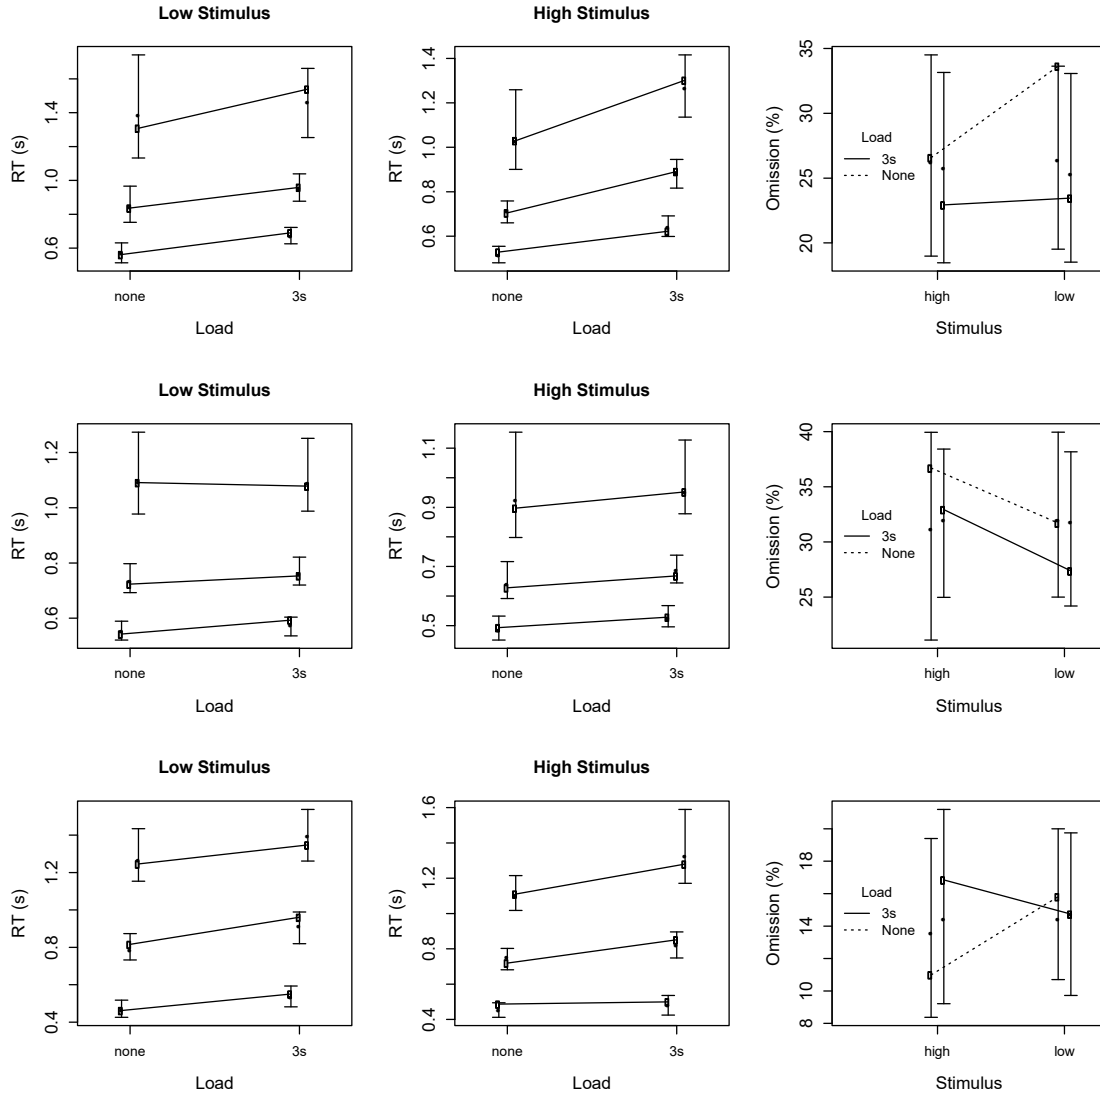 Low Stimulus
RT (s)
0.6
1.0
1.4
none
3s
Load
High Stimulus
RT (s)
0.6
0.8
1.0
1.2
1.4
none
3s
Load
Omission (%)
20
25
30
35
Load
3s
None
high
low
Stimulus
Low Stimulus
RT (s)
0.6
0.8
1.0
1.2
none
3s
Load
High Stimulus
RT (s)
0.5
0.7
0.9
1.1
none
3s
Load
Omission (%)
25
30
35
40
Load
3s
None
high
low
Stimulus
Low Stimulus
RT (s)
0.4
0.8
1.2
none
3s
Load
High Stimulus
RT (s)
0.4
0.8
1.2
1.6
none
3s
Load
Omission (%)
8
10
14
18
Load
3s
None
high
low
Stimulus